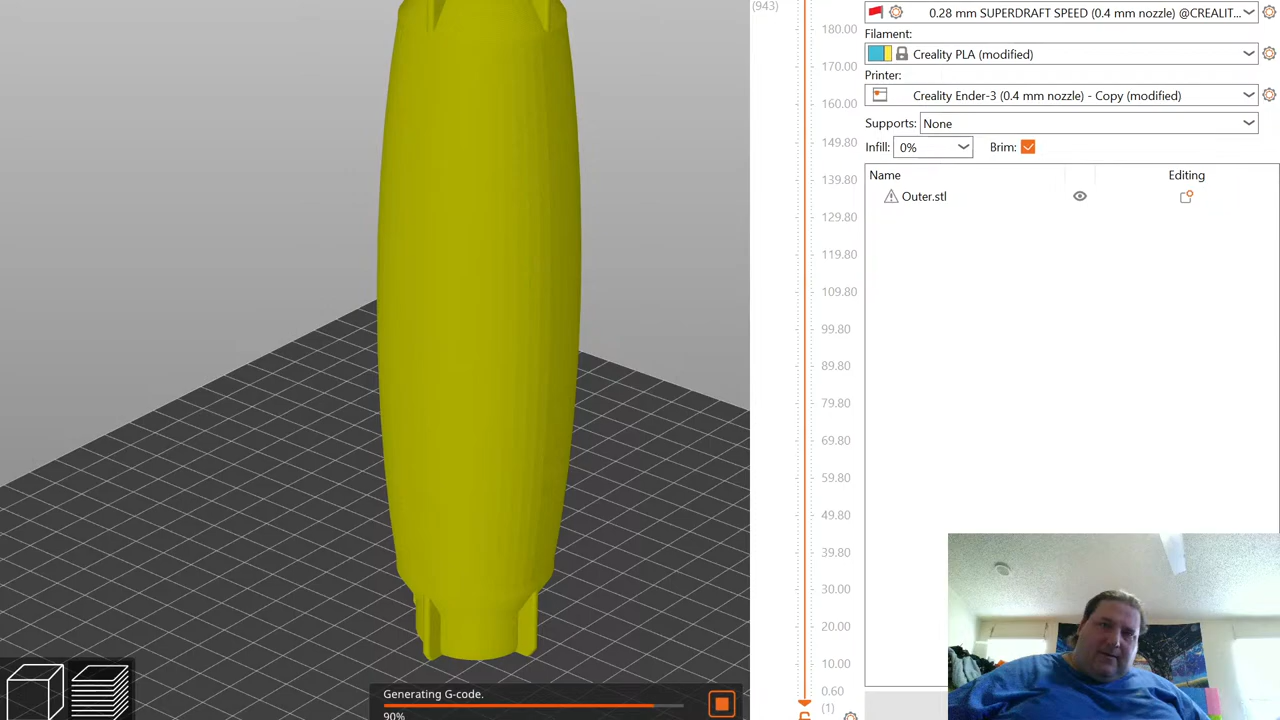 (943)
0.28 mm SUPERDRAFT SPEED (0.4 mm nozzle) @CREALIT...
180.00
Filament:
Creality PLA (modified)
170.00
Printer:
Creality Ender-3 (0.4 mm nozzle) - Copy (modified)
160.00
Supports: None
149.80
Infill: 0% Brim:
139.80
Name Editing
Outer.stl
129.80
119.80
109.80
99.80
89.80
79.80
69.80
59.80
49.80
39.80
30.00
20.00
10.00
0.60
(1)
Generating G-code.
90%